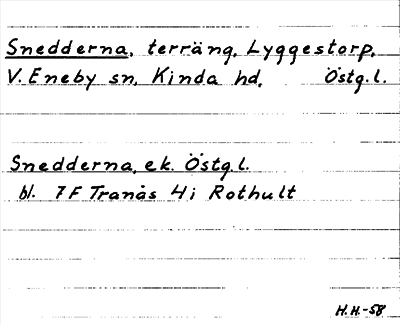 Snedderna, terräng, Lyggestorp,
V. Eneby sn, Kinda hd, Östg. l.
Snedderna, ek. Östg. l.
bl. 7F Tranås 4i Rothult
H.H.-58